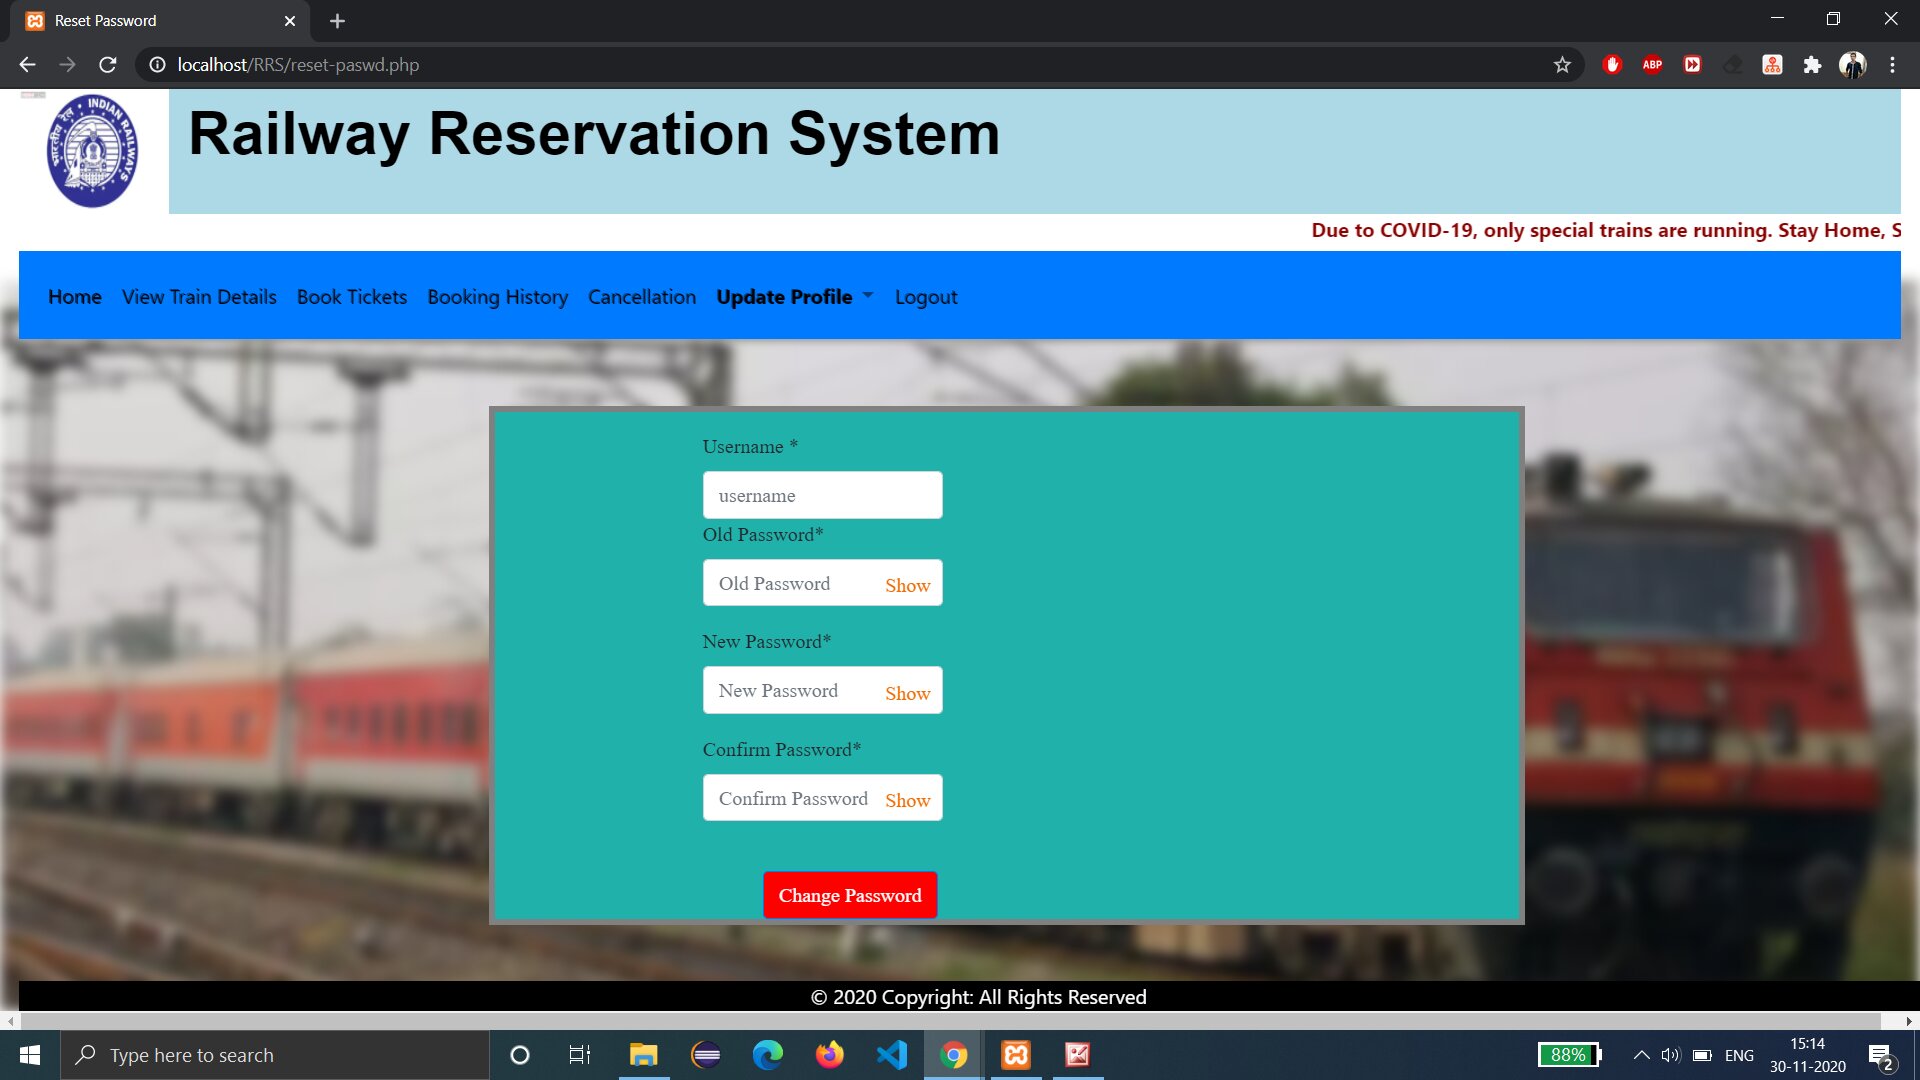 Reset Password
localhost/RRS/reset-paswd.php
ABP
INDIAN RAILWAYS
भारतीय रेल
Railway Reservation System
Due to COVID-19, only special trains are running. Stay Home, S
Home View Train Details Book Tickets Booking History Cancellation Update Profile Logout
Username *
username
Old Password*
Old Password Show
New Password*
New Password Show
Confirm Password*
Confirm Password Show
Change Password
© 2020 Copyright: All Rights Reserved
Type here to search
88%
ENG
15:14
30-11-2020
2